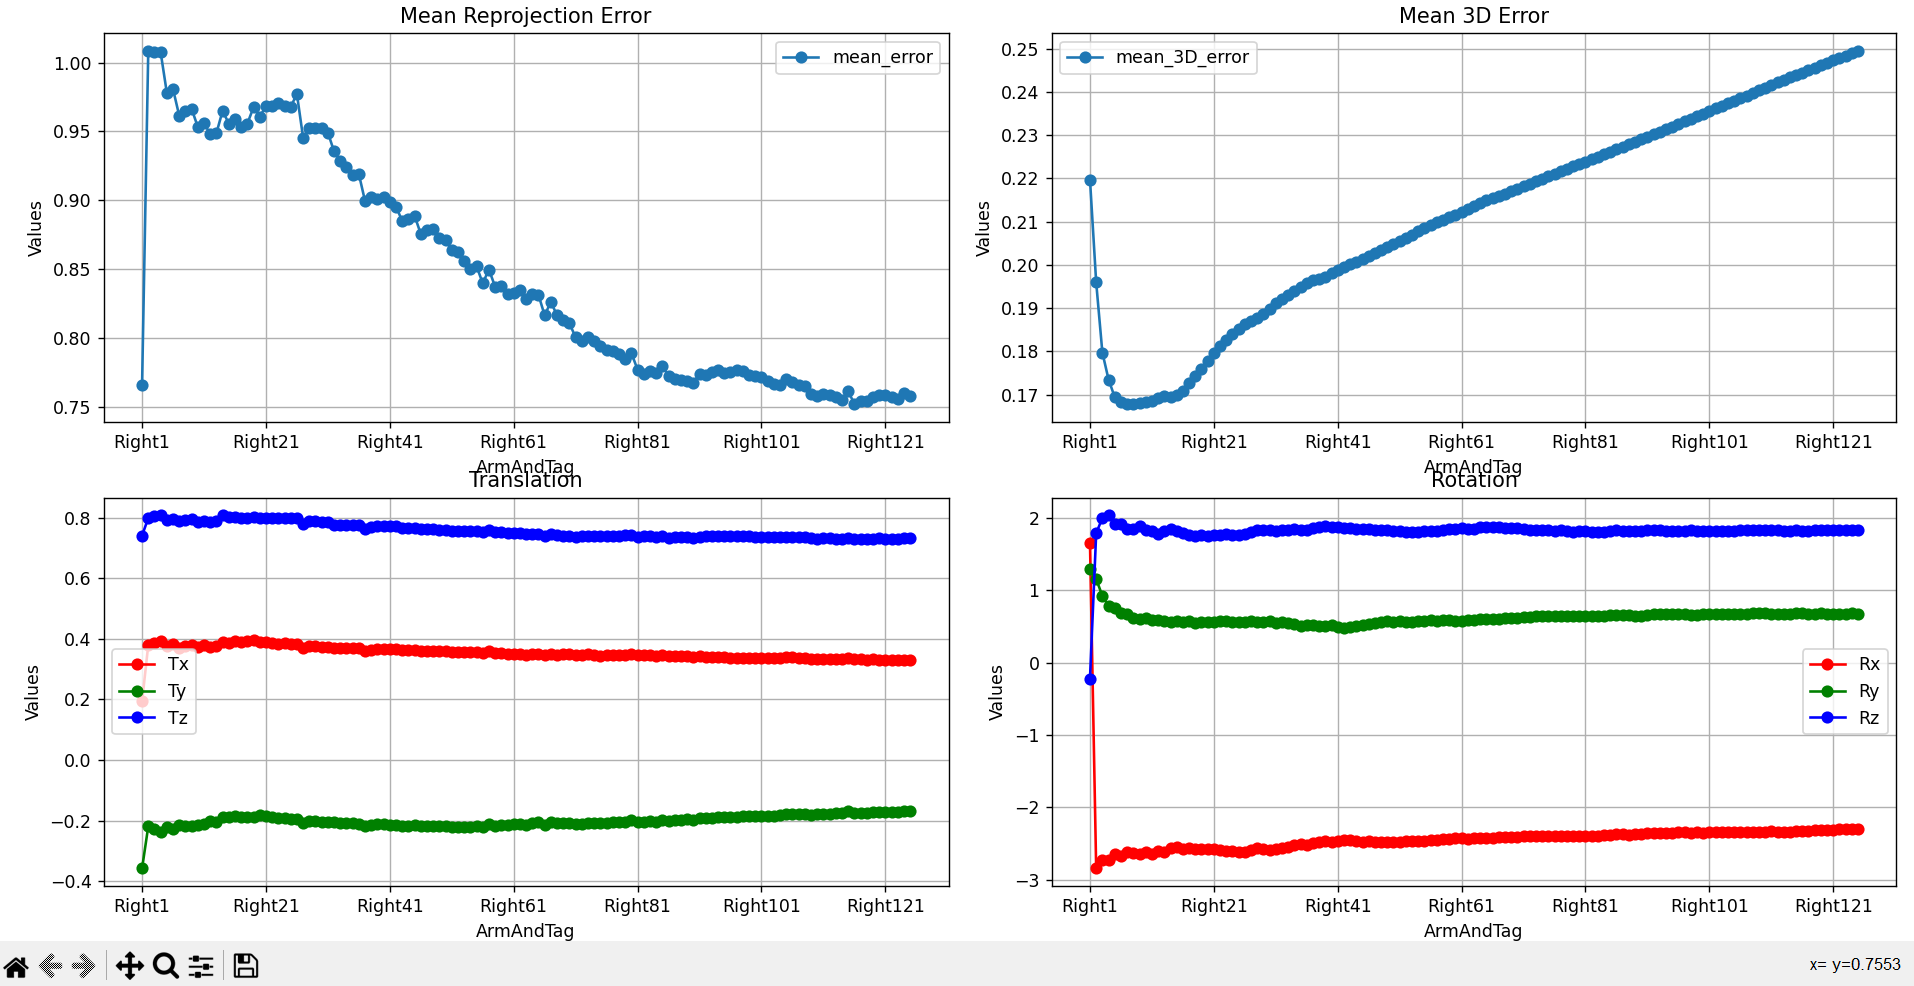 Mean Reprojection Error
1.00
0.95
0.90
0.85
0.80
0.75
Values
mean_error
Right1 Right21 Right41 Right61 Right81 Right101 Right121
ArmAndTag
Mean 3D Error
0.25
0.24
0.23
0.22
0.21
0.20
0.19
0.18
0.17
Values
mean_3D_error
Right1 Right21 Right41 Right61 Right81 Right101 Right121
ArmAndTag
Translation
0.8
0.6
0.4
0.2
0.0
−0.2
−0.4
Values
Tx
Ty
Tz
Right1 Right21 Right41 Right61 Right81 Right101 Right121
ArmAndTag
Rotation
2
1
0
−1
−2
−3
Values
Rx
Ry
Rz
Right1 Right21 Right41 Right61 Right81 Right101 Right121
ArmAndTag
x= y=0.7553